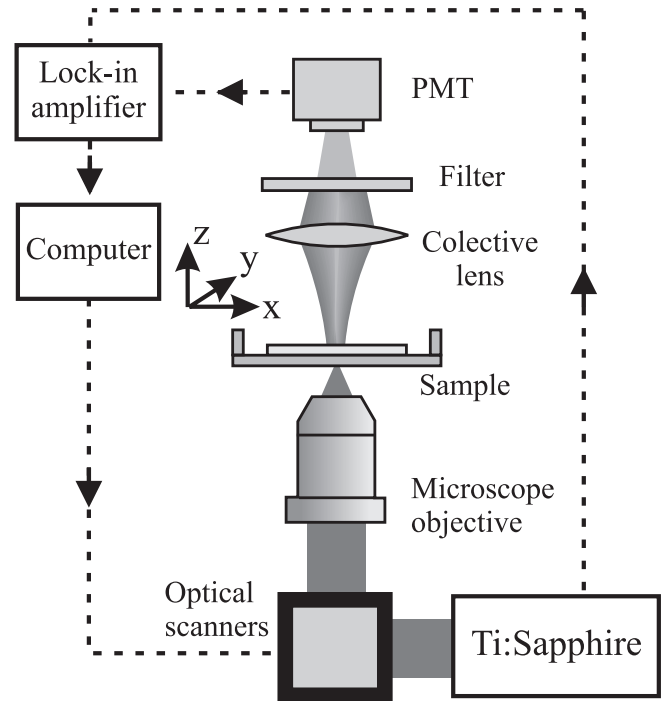 Lock-in
amplifier
PMT
Filter
Computer
z
y
x
Colective
lens
Sample
Microscope
objective
Optical
scanners
Ti:Sapphire